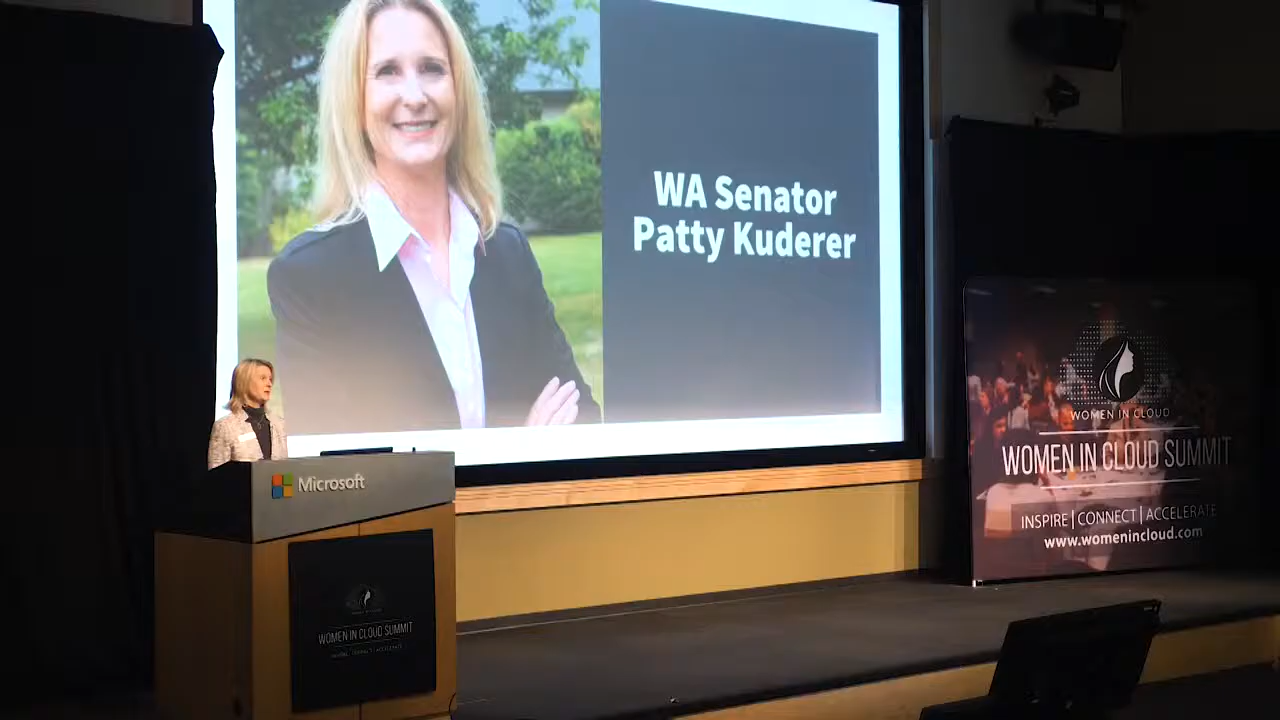 WA Senator
Patty Kuderer
Microsoft
WOMEN IN CLOUD
WOMEN IN CLOUD SUMMIT
INSPIRE | CONNECT | ACCELERATE
www.womenincloud.com
WOMEN IN CLOUD SUMMIT